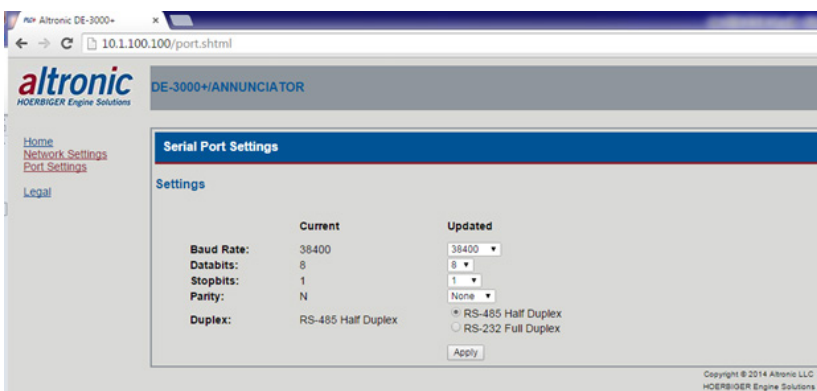 Altronic DE-3000+
10.1.100.100/port.shtml
altronic
HOERBIGER Engine Solutions
DE-3000+/ANNUNCIATOR
Home
Network Settings
Port Settings
Legal
Serial Port Settings
Settings
Current Updated
Baud Rate: 38400 38400
Databits: 8 8
Stopbits: 1 1
Parity: N None
Duplex: RS-485 Half Duplex RS-485 Half Duplex
RS-232 Full Duplex
Apply
Copyright © 2014 Altronic LLC
HOERBIGER Engine Solutions